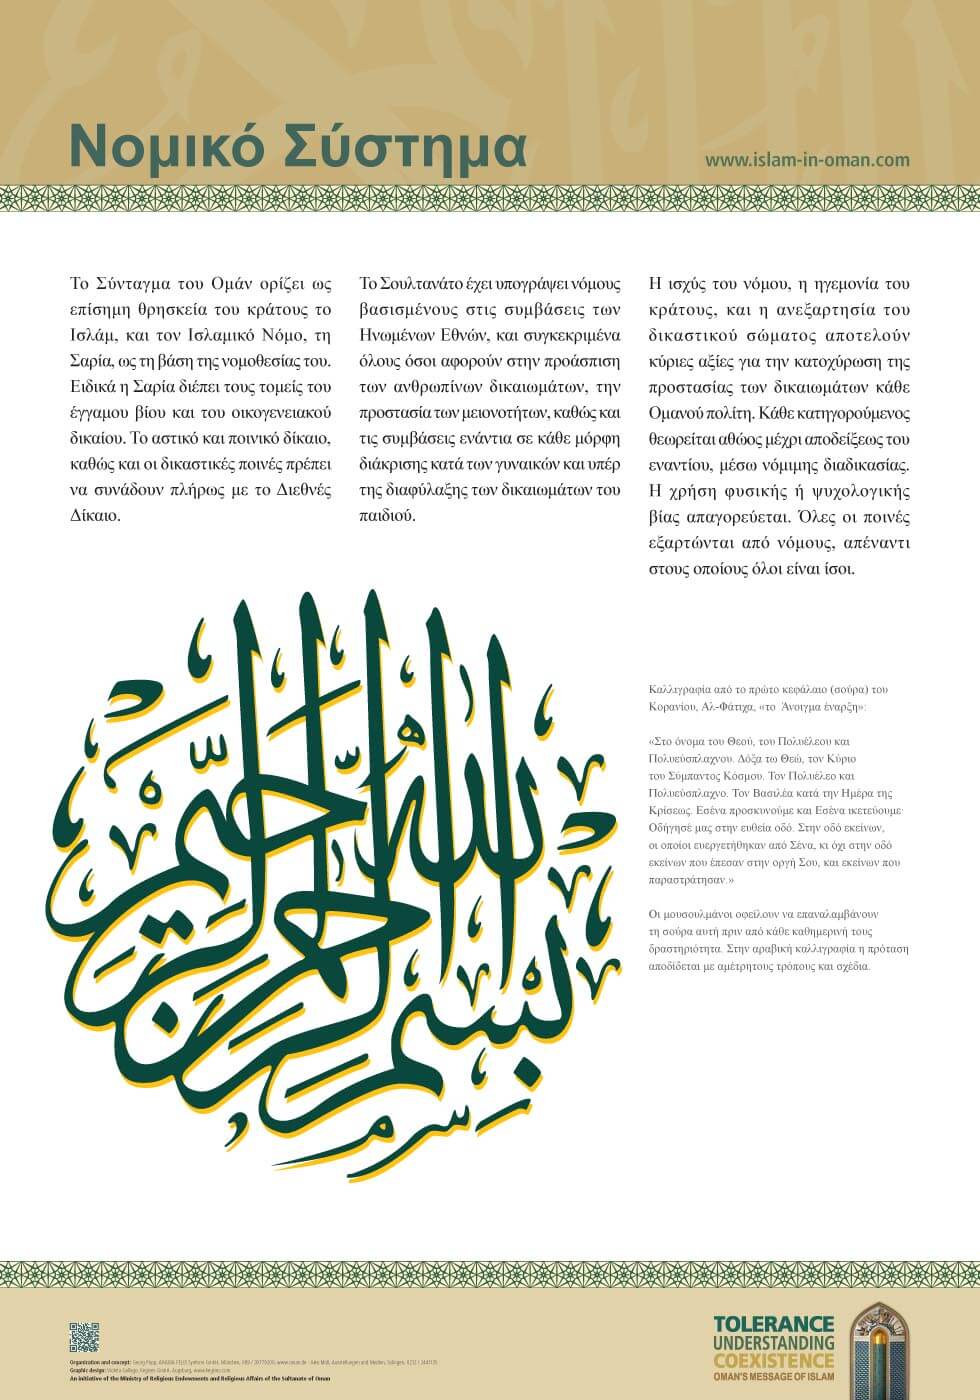 Νομικό Σύστημα
www.islam-in-oman.com
Το Σύνταγμα του Ομάν ορίζει ως
επίσημη θρησκεία του κράτους το
Ισλάμ, και τον Ισλαμικό Νόμο, τη
Σαρία, ως τη βάση της νομοθεσίας του.
Ειδικά η Σαρία διέπει τους τομείς του
έγγαμου βίου και του οικογενειακού
δικαίου. Το αστικό και ποινικό δίκαιο,
καθώς και οι δικαστικές ποινές πρέπει
να συνάδουν πλήρως με το Διεθνές
Δίκαιο.
Το Σουλτανάτο έχει υπογράψει νόμους
βασισμένους στις συμβάσεις των
Ηνωμένων Εθνών, και συγκεκριμένα
όλους όσοι αφορούν στην προάσπιση
των ανθρωπίνων δικαιωμάτων, την
προστασία των μειονοτήτων, καθώς και
τις συμβάσεις ενάντια σε κάθε μόρφη
διάκρισης κατά των γυναικών και υπέρ
της διαφύλαξης των δικαιωμάτων του
παιδιού.
Η ισχύς του νόμου, η ηγεμονία του
κράτους, και η ανεξαρτησία του
δικαστικού σώματος αποτελούν
κύριες αξίες για την κατοχύρωση της
προστασίας των δικαιωμάτων κάθε
Ομανού πολίτη. Κάθε κατηγορούμενος
θεωρείται αθώος μέχρι αποδείξεως του
εναντίου, μέσω νόμιμης διαδικασίας.
Η χρήση φυσικής ή ψυχολογικής
βίας απαγορεύεται. Όλες οι ποινές
εξαρτώνται από νόμους, απέναντι
στους οποίους όλοι είναι ίσοι.
بسم الله الرحمن الرحيم
Καλλιγραφία από το πρώτο κεφάλαιο (σούρα) του
Κορανίου, Αλ-Φάτιχα, «το Άνοιγμα έναρξη»:
«Στο όνομα του Θεού, του Πολυέλεου και
Πολυεύσπλαχνου. Δόξα τω Θεώ, τον Κύριο
του Σύμπαντος Κόσμου. Τον Πολυέλεο και
Πολυεύσπλαχνο. Τον Βασιλέα κατά την Ημέρα της
Κρίσεως. Εσένα προσκυνούμε και Εσένα ικετεύουμε·
Οδήγησέ μας στην ευθεία οδό. Στην οδό εκείνων,
οι οποίοι ευεργετήθηκαν από Σένα, κι όχι στην οδό
εκείνων που έπεσαν στην οργή Σου, και εκείνων που
παραστράτησαν.»
Οι μουσουλμάνοι οφείλουν να επαναλαμβάνουν
τη σούρα αυτή πριν από κάθε καθημερινή τους
δραστηριότητα. Στην αραβική καλλιγραφία η πρόταση
αποδίδεται με αμέτρητους τρόπους και σχέδια.
TOLERANCE
UNDERSTANDING
COEXISTENCE
OMAN'S MESSAGE OF ISLAM
Organization and concept: Georg Popp, ARABIA FELIX Synform GmbH, München,
An initiative of the Ministry of Religious Endowments and Religious Affairs of the Sultanate of Oman